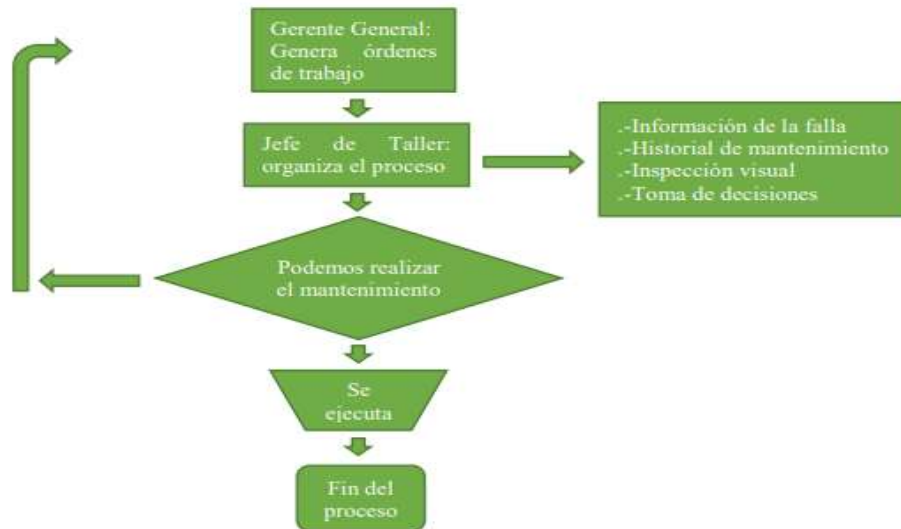 Gerente General:
Genera órdenes
de trabajo
Jefe de Taller:
organiza el proceso
.-Información de la falla
.-Historial de mantenimiento
.-Inspección visual
.-Toma de decisiones
Podemos realizar
el mantenimiento
Se
ejecuta
Fin del
proceso